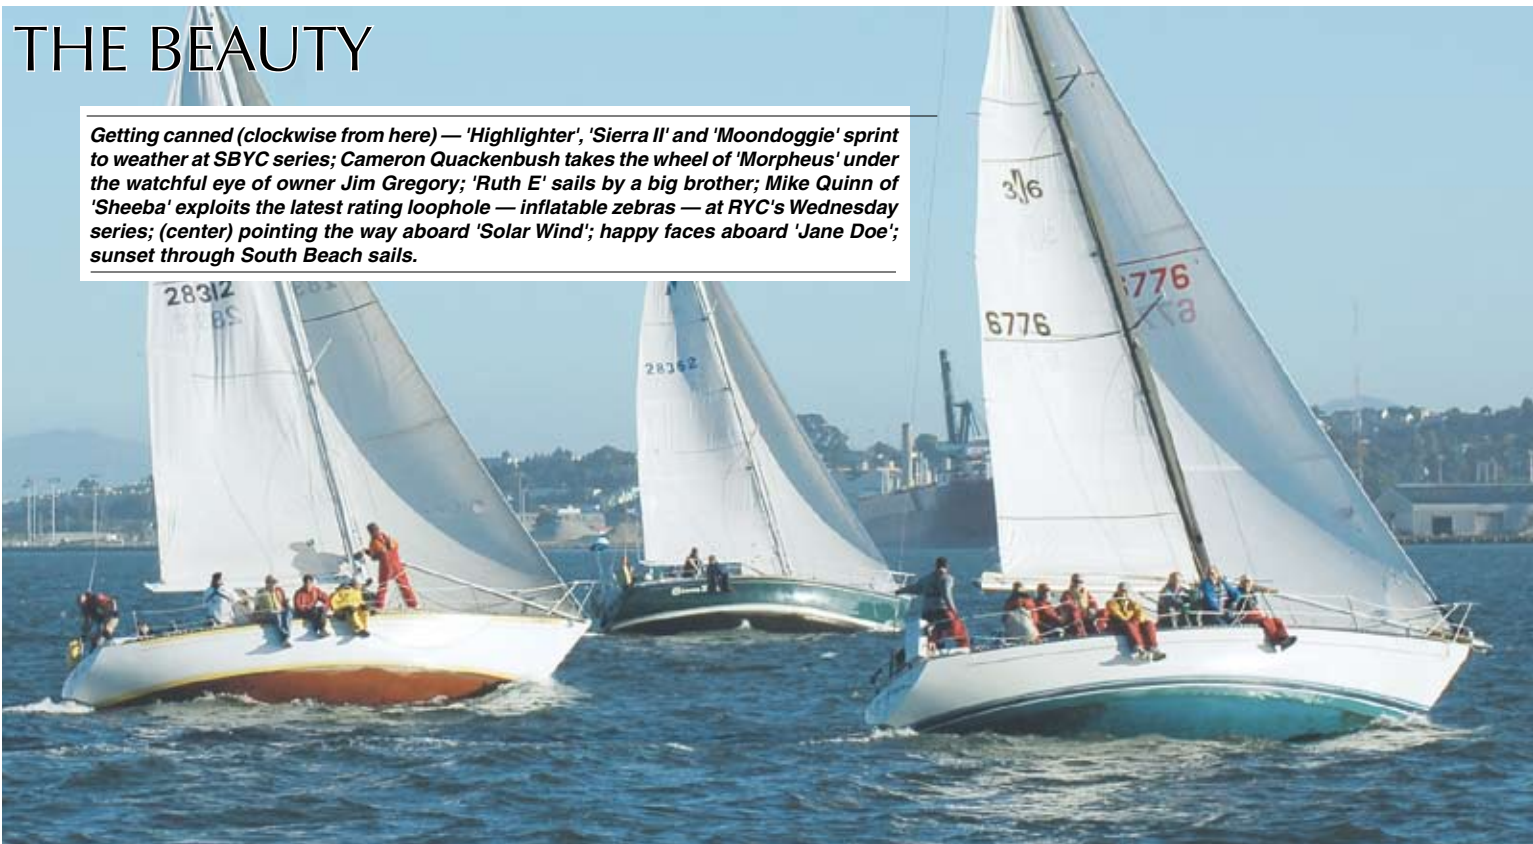 THE BEAUTY
Getting canned (clockwise from here) — 'Highlighter', 'Sierra II' and 'Moondoggie' sprint
to weather at SBYC series; Cameron Quackenbush takes the wheel of 'Morpheus' under
the watchful eye of owner Jim Gregory; 'Ruth E' sails by a big brother; Mike Quinn of
'Sheeba' exploits the latest rating loophole — inflatable zebras — at RYC's Wednesday
series; (center) pointing the way aboard 'Solar Wind'; happy faces aboard 'Jane Doe';
sunset through South Beach sails.
28312
28362
6776
6776